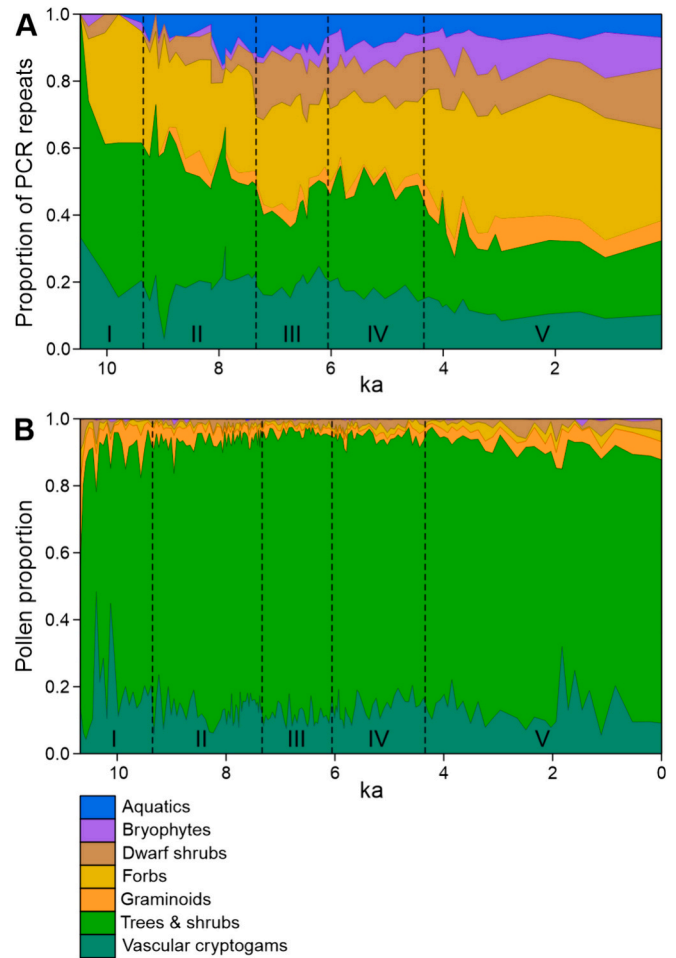 A
Proportion of PCR repeats
1.0
0.8
0.6
0.4
0.2
0.0
I II III IV V
10 8 6 4 2
ka
B
Pollen proportion
1.0
0.8
0.6
0.4
0.2
0.0
I II III IV V
10 8 6 4 2 0
ka
Aquatics
Bryophytes
Dwarf shrubs
Forbs
Graminoids
Trees & shrubs
Vascular cryptogams